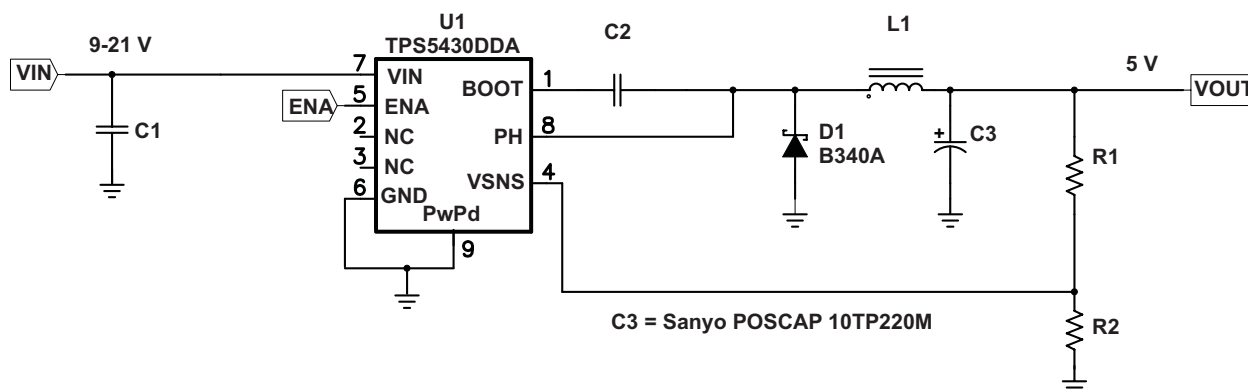 U1
TPS5430DDA
9-21 V
VIN
C1
ENA
7
5
2
3
6
VIN
ENA
NC
NC
GND
BOOT
PH
VSNS
PwPd
1
8
4
9
C2
L1
D1
B340A
C3
+
5 V
VOUT
R1
R2
C3 = Sanyo POSCAP 10TP220M